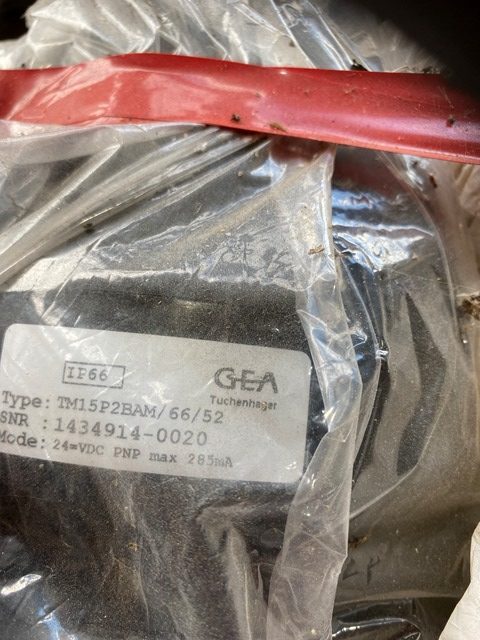 IP66
GEA
Tuchenhagen
Type: TM15P2BAM/66/52
SNR : 1434914-0020
Mode: 24=VDC PNP max 285mA